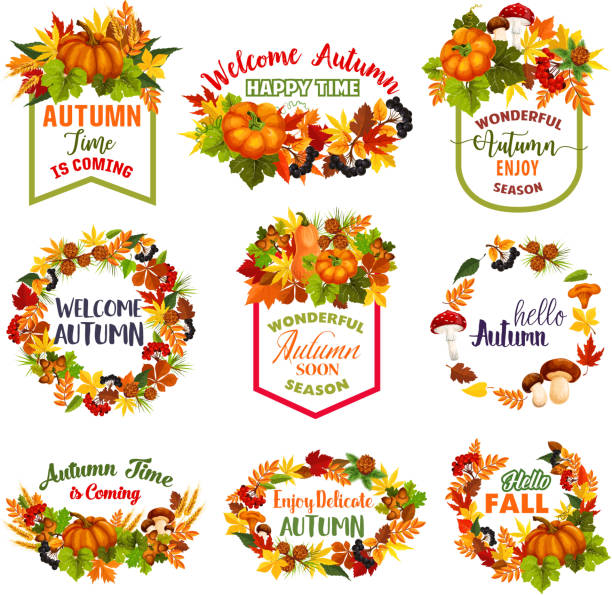 AUTUMN
Time
IS COMING
Welcome Autumn
HAPPY TIME
WONDERFUL
Autumn
ENJOY
SEASON
WELCOME
AUTUMN
WONDERFUL
Autumn
SOON
SEASON
hello
Autumn
Autumn Time
is Coming
Enjoy Delicate
AUTUMN
Hello
FALL